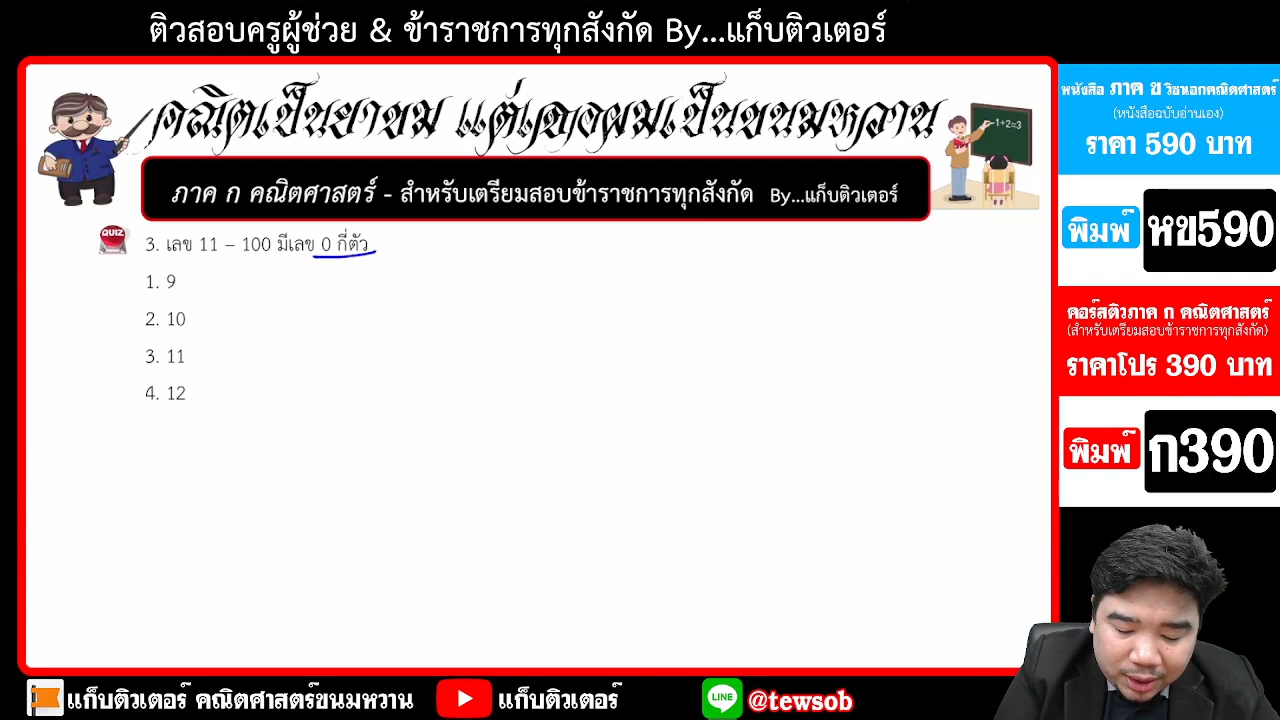 ติวสอบครูผู้ช่วย & ข้าราชการทุกสังกัด By...แก็บติวเตอร์
คณิตเป็นยาขม แต่เธอผมเป็นขนมหวาน
-1+2=3
ภาค ก คณิตศาสตร์ - สำหรับเตรียมสอบข้าราชการทุกสังกัด By...แก็บติวเตอร์
QUIZ
3. เลข 11 – 100 มีเลข 0 กี่ตัว
1. 9
2. 10
3. 11
4. 12
หนังสือ ภาค ข วิชาเอกคณิตศาสตร์
(หนังสือฉบับอ่านเอง)
ราคา 590 บาท
พิมพ์ หข590
คอร์สติวภาค ก คณิตศาสตร์
(สำหรับเตรียมสอบข้าราชการทุกสังกัด)
ราคาโปร 390 บาท
พิมพ์ ก390
แก็บติวเตอร์ คณิตศาสตร์ขนมหวาน
แก็บติวเตอร์
LINE @tewsob